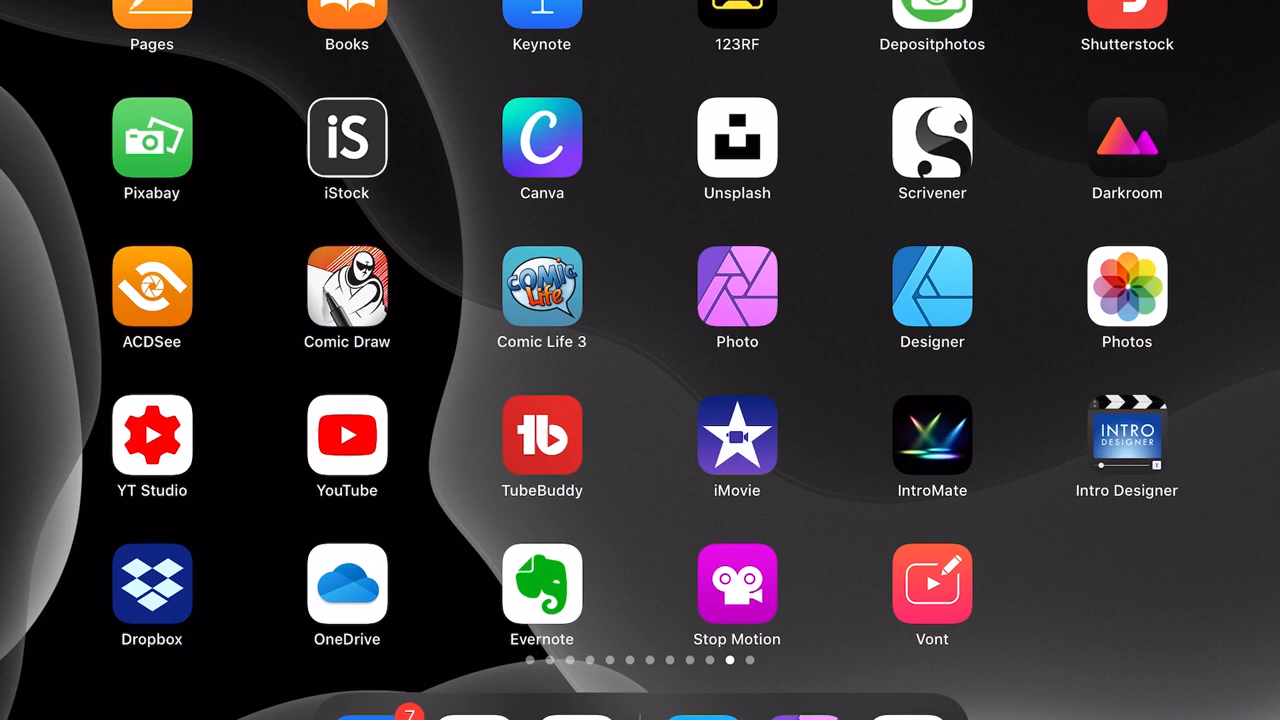 Pages Books Keynote 123RF Depositphotos Shutterstock
iS C
Pixabay iStock Canva Unsplash Scrivener Darkroom
COMIC
Life
INTRO
DESIGNER
ACDSee Comic Draw Comic Life 3 Photo Designer Photos
tb
YT Studio YouTube TubeBuddy iMovie IntroMate Intro Designer
Dropbox OneDrive Evernote Stop Motion Vont
7